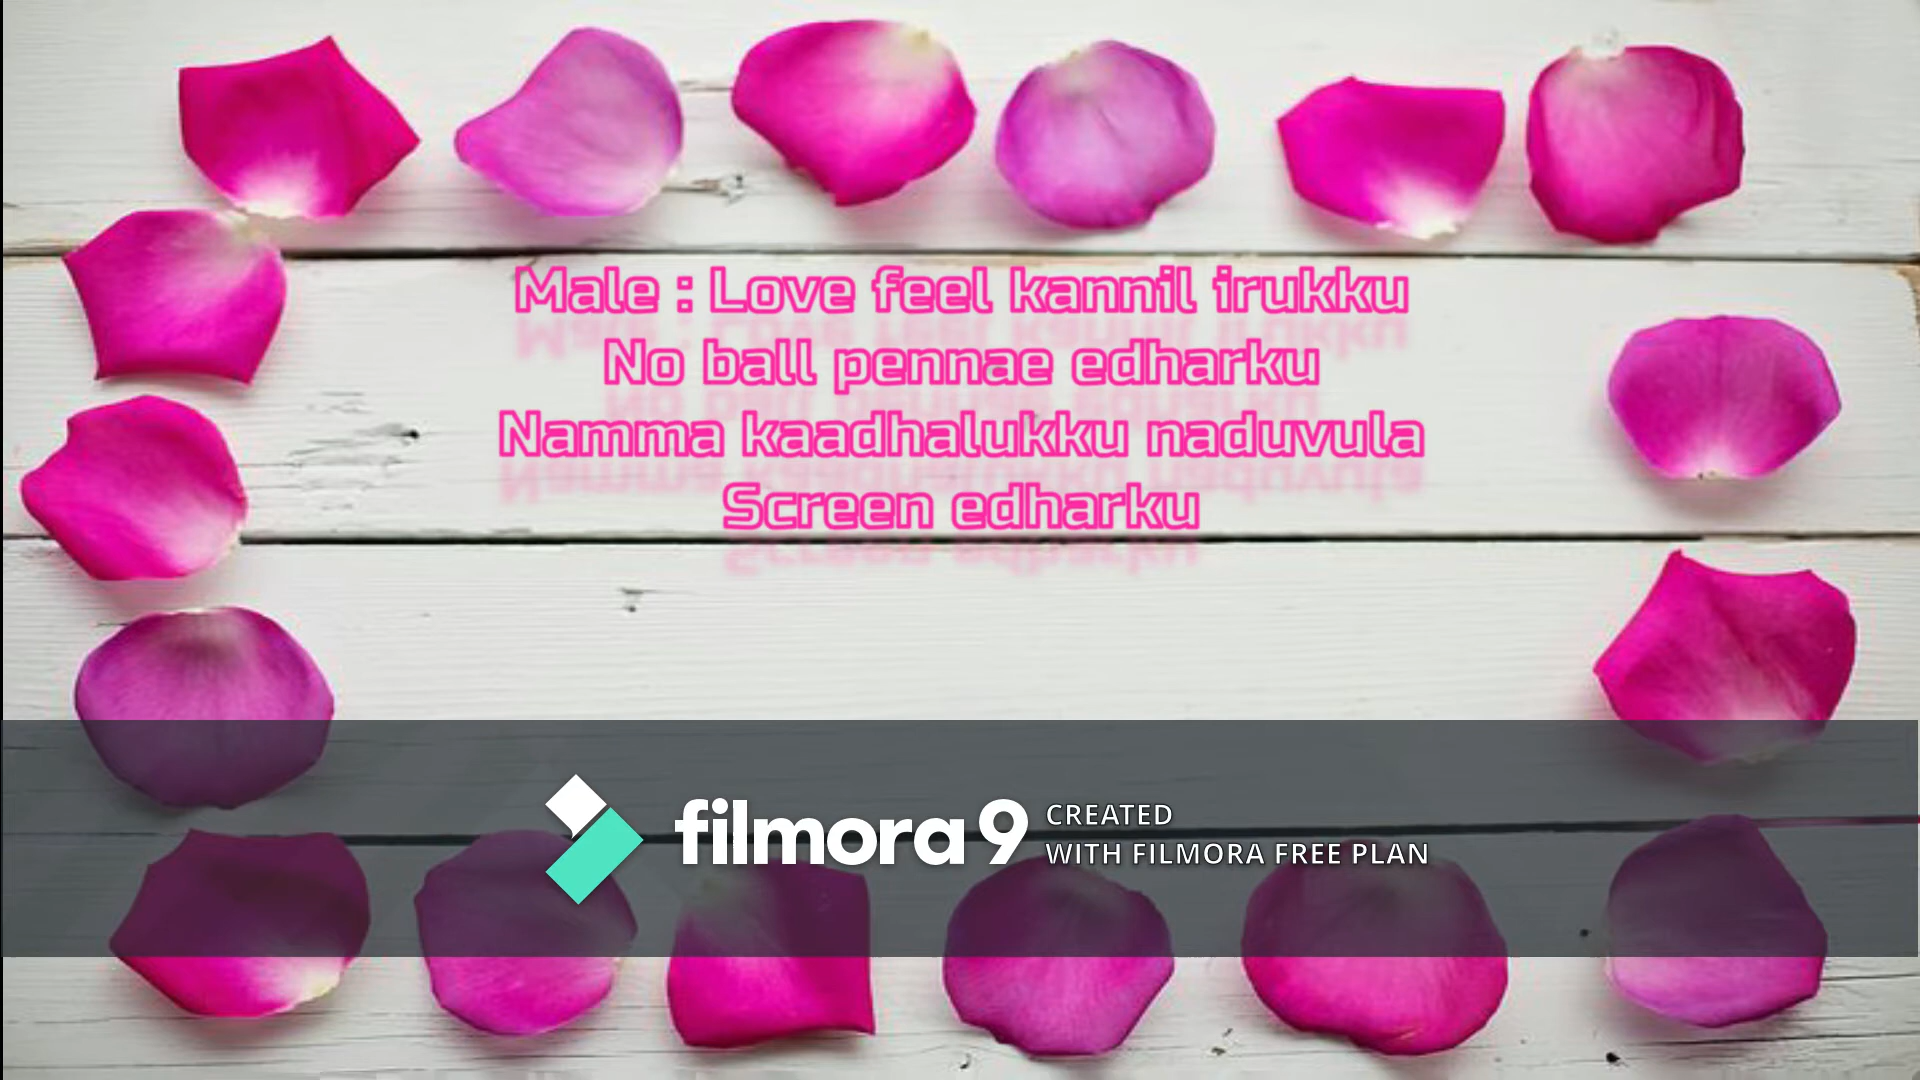 Male : Love feel kannil irukku
No ball pennae edharku
Namma kaadhalukku naduvula
Screen edharku
filmora 9
CREATED
WITH FILMORA FREE PLAN